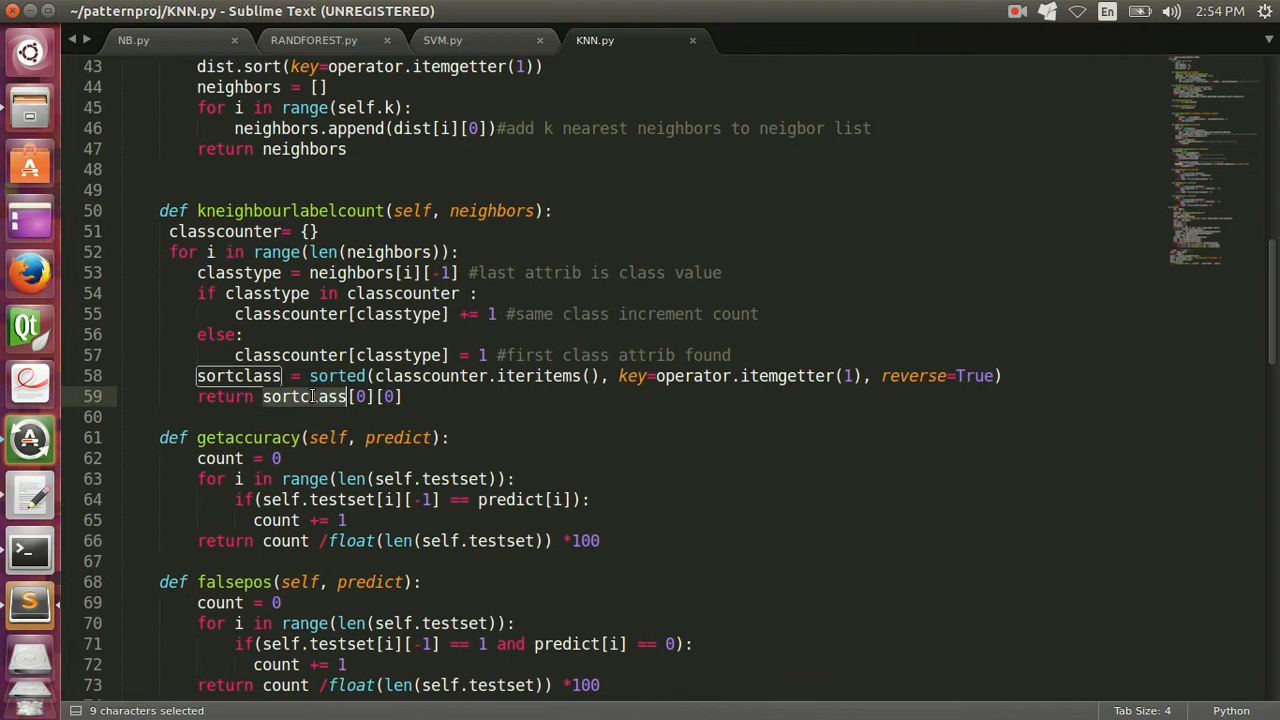 ~/patternproj/KNN.py - Sublime Text (UNREGISTERED)
En
2:54 PM
NB.py
RANDFOREST.py
SVM.py
KNN.py
43 dist.sort(key=operator.itemgetter(1))
44 neighbors = []
45 for i in range(self.k):
46 neighbors.append(dist[i][0])#add k nearest neighbors to neigbor list
47 return neighbors
48
49
50 def kneighbourlabelcount(self, neighbors):
51 classcounter= {}
52 for i in range(len(neighbors)):
53 classtype = neighbors[i][-1] #last attrib is class value
54 if classtype in classcounter :
55 classcounter[classtype] += 1 #same class increment count
56 else:
57 classcounter[classtype] = 1 #first class attrib found
58 sortclass = sorted(classcounter.iteritems(), key=operator.itemgetter(1), reverse=True)
59 return sortclass[0][0]
60
61 def getaccuracy(self, predict):
62 count = 0
63 for i in range(len(self.testset)):
64 if(self.testset[i][-1] == predict[i]):
65 count += 1
66 return count /float(len(self.testset)) *100
67
68 def falsepos(self, predict):
69 count = 0
70 for i in range(len(self.testset)):
71 if(self.testset[i][-1] == 1 and predict[i] == 0):
72 count += 1
73 return count /float(len(self.testset)) *100
9 characters selected
Tab Size: 4
Python